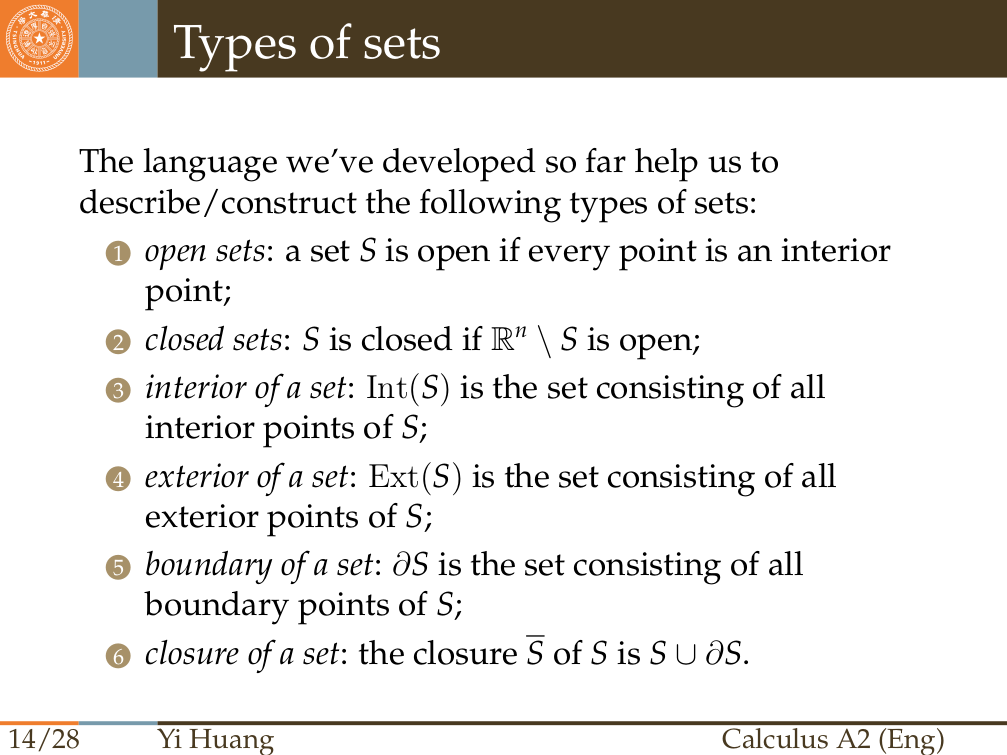 Types of sets
The language we've developed so far help us to
describe/construct the following types of sets:
1 open sets: a set S is open if every point is an interior
point;
2 closed sets: S is closed if ℝⁿ \ S is open;
3 interior of a set: Int(S) is the set consisting of all
interior points of S;
4 exterior of a set: Ext(S) is the set consisting of all
exterior points of S;
5 boundary of a set: ∂S is the set consisting of all
boundary points of S;
6 closure of a set: the closure S̅ of S is S ∪ ∂S.
14/28 Yi Huang Calculus A2 (Eng)